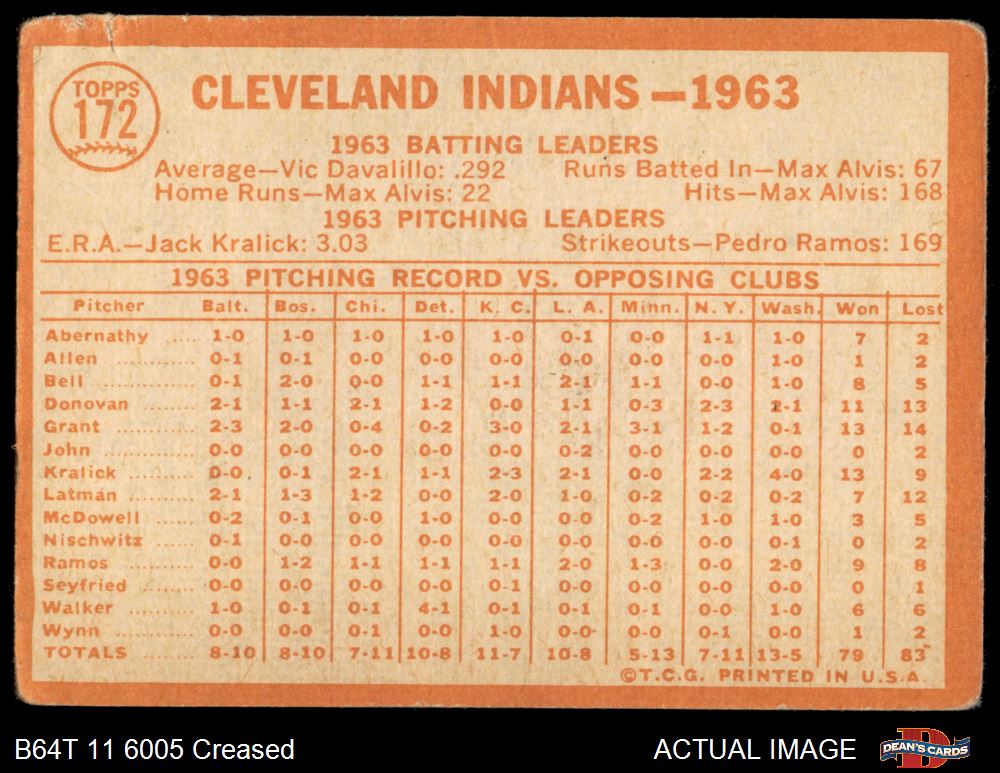 TOPPS
172
CLEVELAND INDIANS—1963
1963 BATTING LEADERS
Average—Vic Davalillo: .292 Runs Batted In—Max Alvis: 67
Home Runs—Max Alvis: 22 Hits—Max Alvis: 168
1963 PITCHING LEADERS
E.R.A.—Jack Kralick: 3.03 Strikeouts—Pedro Ramos: 169
1963 PITCHING RECORD VS. OPPOSING CLUBS
Pitcher Balt. Bos. Chi. Det. K. C. L. A. Minn. N. Y. Wash. Won Lost
Abernathy ..... 1-0 1-0 1-0 1-0 1-0 0-1 0-0 1-1 1-0 7 2
Allen ............ 0-1 0-1 0-0 0-0 0-0 0-0 0-0 0-0 1-0 1 2
Bell .............. 0-1 2-0 0-0 1-1 1-1 2-1 1-1 0-0 1-0 8 5
Donovan ........ 2-1 1-1 2-1 1-2 0-0 1-1 0-3 2-3 2-1 11 13
Grant ........... 2-3 2-0 0-4 0-2 3-0 2-1 3-1 1-2 0-1 13 14
John ............ 0-0 0-0 0-0 0-0 0-0 0-2 0-0 0-0 0-0 0 2
Kralick .......... 0-0 0-1 2-1 1-1 2-3 2-1 0-0 2-2 4-0 13 9
Latman ......... 2-1 1-3 1-2 0-0 2-0 1-0 0-2 0-2 0-2 7 12
McDowell ...... 0-2 0-1 0-0 1-0 0-0 0-0 0-2 1-0 1-0 3 5
Nischwitz ...... 0-1 0-0 0-0 0-0 0-0 0-0 0-0 0-0 0-1 0 2
Ramos .......... 0-0 1-2 1-1 1-1 1-1 2-0 1-3 0-0 2-0 9 8
Seyfried ........ 0-0 0-0 0-0 0-0 0-1 0-0 0-0 0-0 0-0 0 1
Walker .......... 1-0 0-1 0-1 4-1 0-1 0-1 0-1 0-0 1-0 6 6
Wynn ............ 0-0 0-0 0-1 0-0 1-0 0-0 0-0 0-1 0-0 1 2
TOTALS ........ 8-10 8-10 7-11 10-8 11-7 10-8 5-13 7-11 13-5 79 83
©T.C.G. PRINTED IN U.S.A.
B64T 11 6005 Creased ACTUAL IMAGE DEAN'S CARDS